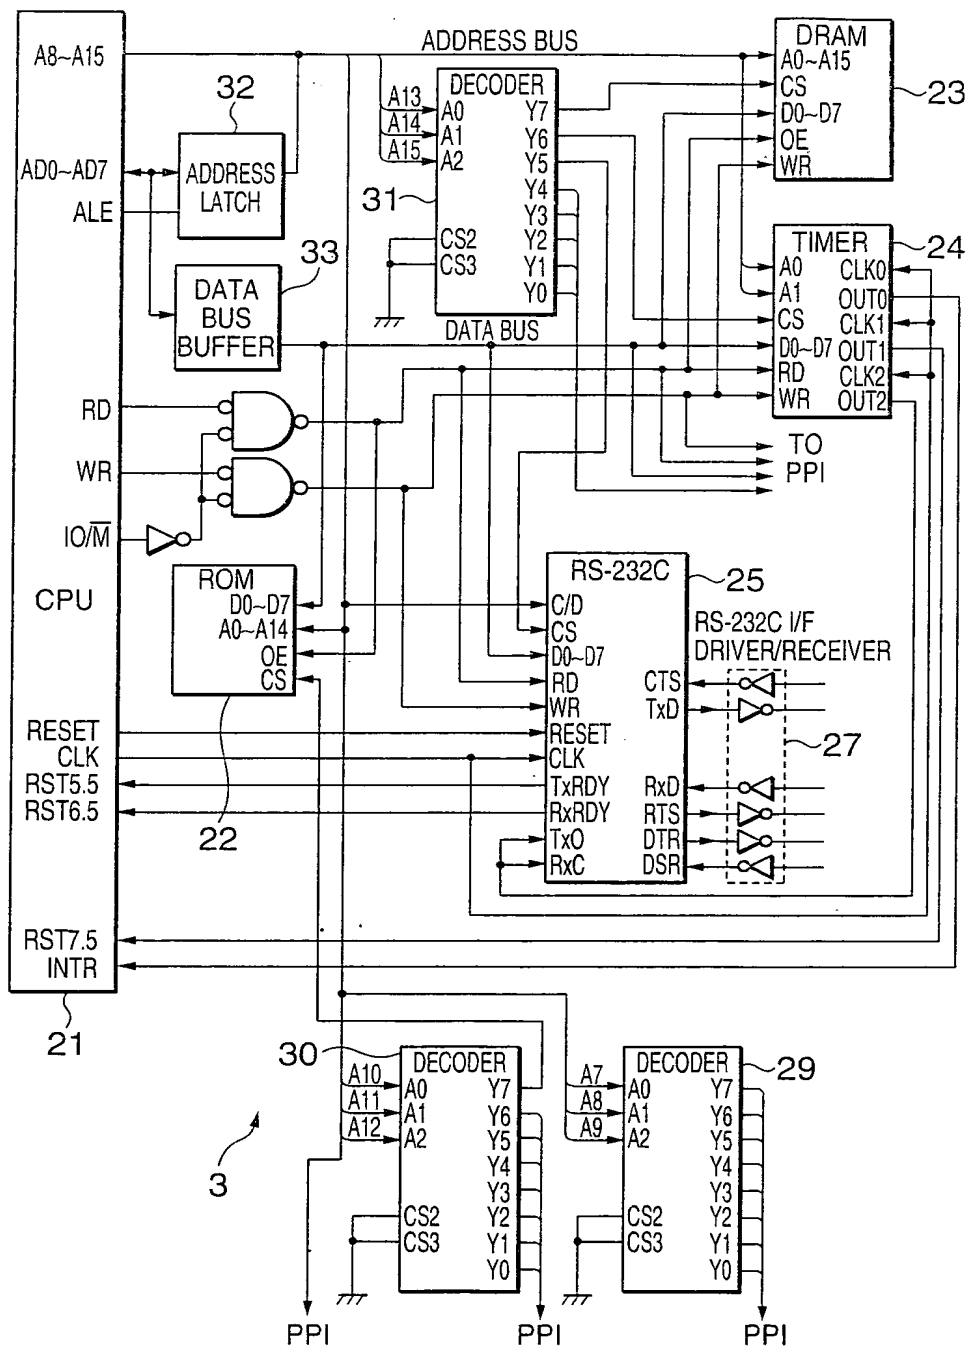 CPU
A8~A15
AD0~AD7
ALE
RD
WR
IO/M̅
RESET
CLK
RST5.5
RST6.5
RST7.5
INTR
21
32
ADDRESS
LATCH
33
DATA
BUS
BUFFER
ADDRESS BUS
DECODER
A13
A14
A15
A0
A1
A2
CS2
CS3
Y7
Y6
Y5
Y4
Y3
Y2
Y1
Y0
31
DATA BUS
DRAM
A0~A15
CS
D0~D7
OE
WR
23
TIMER
A0
A1
CS
D0~D7
RD
WR
CLK0
OUT0
CLK1
OUT1
CLK2
OUT2
24
TO
PPI
ROM
D0~D7
A0~A14
OE
CS
22
RS-232C
C/D
CS
D0~D7
RD
WR
RESET
CLK
TxRDY
RxRDY
TxO
RxC
CTS
TxD
RxD
RTS
DTR
DSR
25
RS-232C I/F
DRIVER/RECEIVER
27
30
DECODER
A10
A11
A12
A0
A1
A2
CS2
CS3
Y7
Y6
Y5
Y4
Y3
Y2
Y1
Y0
29
DECODER
A7
A8
A9
A0
A1
A2
CS2
CS3
Y7
Y6
Y5
Y4
Y3
Y2
Y1
Y0
3
PPI
PPI
PPI